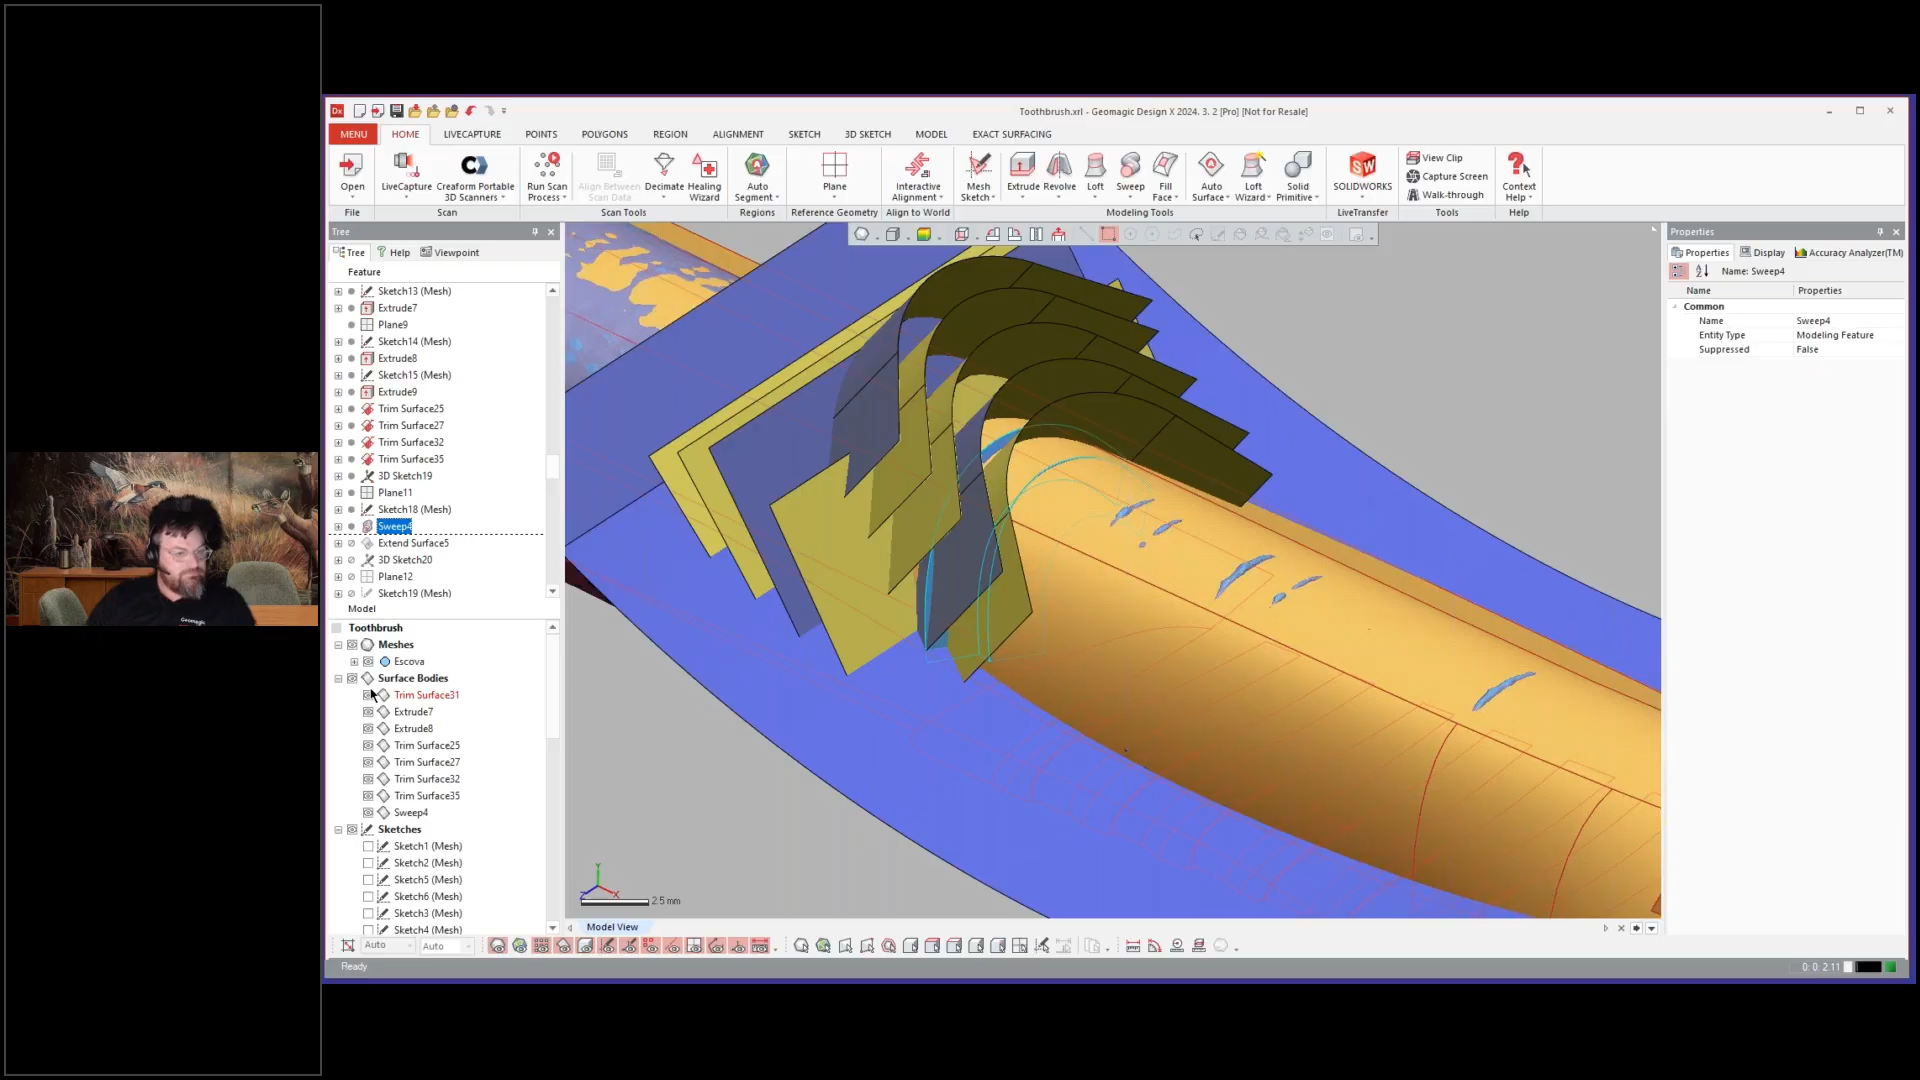 Toothbrush.xrl - Geomagic Design X 2024. 3. 2 [Pro] [Not for Resale]
MENU HOME LIVECAPTURE POINTS POLYGONS REGION ALIGNMENT SKETCH 3D SKETCH MODEL EXACT SURFACING
Open
LiveCapture
Creaform Portable 3D Scanners
Run Scan Process
Align Between Scan Data
Decimate
Healing Wizard
Auto Segment
Plane
Interactive Alignment
Mesh Sketch
Extrude
Revolve
Loft
Sweep
Fill Face
Auto Surface
Loft Wizard
Solid Primitive
SOLIDWORKS
View Clip
Capture Screen
Walk-through
Context Help
File Scan Scan Tools Regions Reference Geometry Align to World Modeling Tools LiveTransfer Tools Help
Tree
Tree Help Viewpoint
Feature
Sketch13 (Mesh)
Extrude7
Plane9
Sketch14 (Mesh)
Extrude8
Sketch15 (Mesh)
Extrude9
Trim Surface25
Trim Surface27
Trim Surface32
Trim Surface35
3D Sketch19
Plane11
Sketch18 (Mesh)
Sweep4
Extend Surface5
3D Sketch20
Plane12
Sketch19 (Mesh)
Model
Toothbrush
Meshes
Escova
Surface Bodies
Trim Surface31
Extrude7
Extrude8
Trim Surface25
Trim Surface27
Trim Surface32
Trim Surface35
Sweep4
Sketches
Sketch1 (Mesh)
Sketch2 (Mesh)
Sketch5 (Mesh)
Sketch6 (Mesh)
Sketch3 (Mesh)
Sketch4 (Mesh)
Y
X
2.5 mm
Model View
Auto Auto
Ready
0: 0: 2.11
Properties
Properties Display Accuracy Analyzer(TM)
Name: Sweep4
Name Properties
Common
Name Sweep4
Entity Type Modeling Feature
Suppressed False
Geomagic